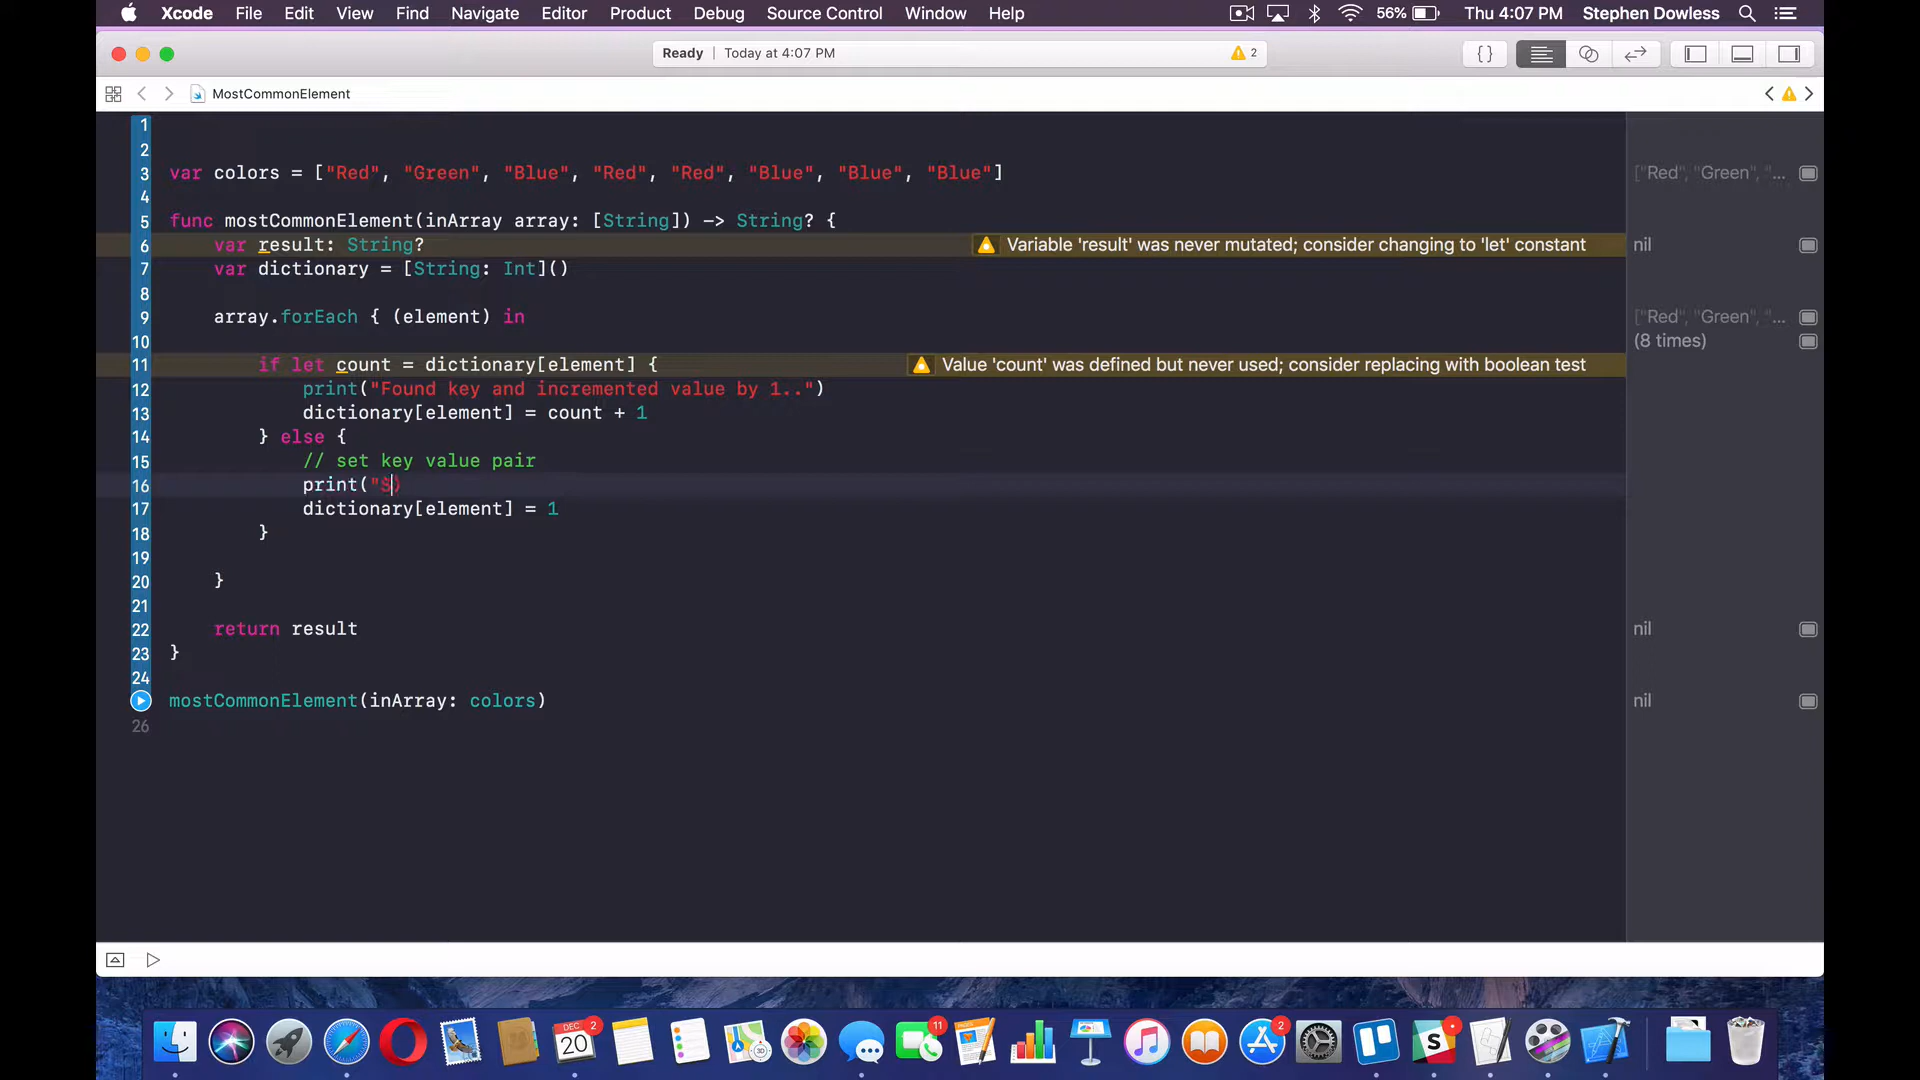 Xcode File Edit View Find Navigate Editor Product Debug Source Control Window Help 56% Thu 4:07 PM Stephen Dowless
Ready | Today at 4:07 PM 2
MostCommonElement
1
2
3 var colors = ["Red", "Green", "Blue", "Red", "Red", "Blue", "Blue", "Blue"] ["Red", "Green", "...
4
5 func mostCommonElement(inArray array: [String]) -> String? {
6 var result: String? Variable 'result' was never mutated; consider changing to 'let' constant nil
7 var dictionary = [String: Int]()
8
9 array.forEach { (element) in ["Red", "Green", "...
10 (8 times)
11 if let count = dictionary[element] { Value 'count' was defined but never used; consider replacing with boolean test
12 print("Found key and incremented value by 1..")
13 dictionary[element] = count + 1
14 } else {
15 // set key value pair
16 print("S)
17 dictionary[element] = 1
18 }
19
20 }
21
22 return result nil
23 }
24
mostCommonElement(inArray: colors) nil
26
DEC 2
20
3D
11
PAGES
2
S